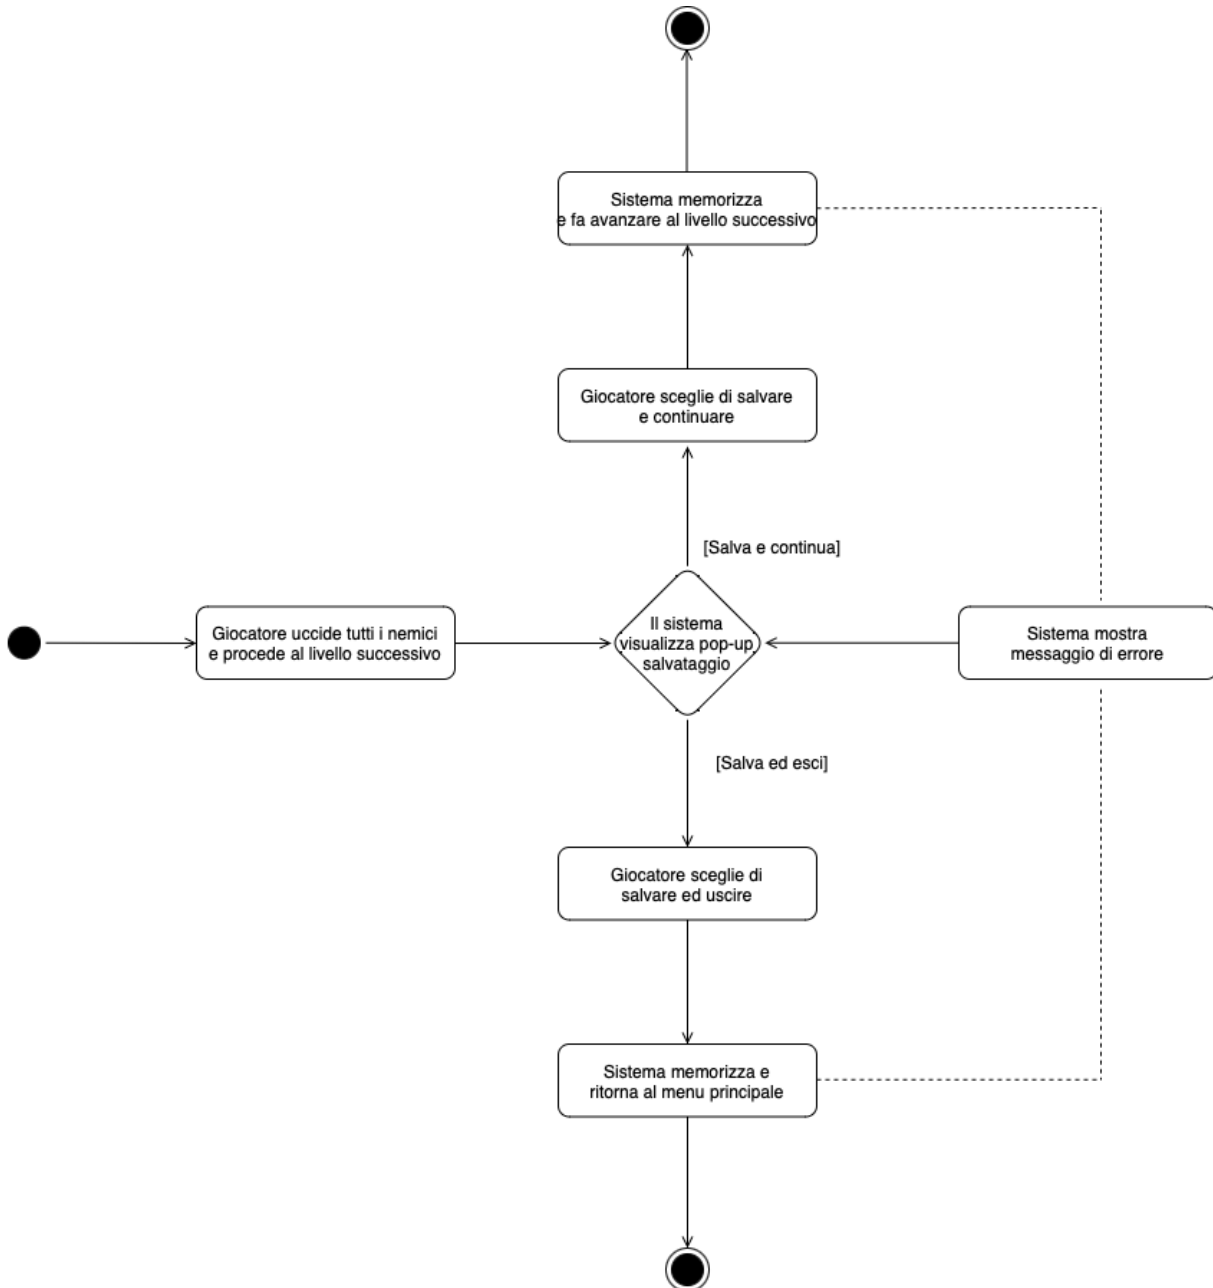 Sistema memorizza
e fa avanzare al livello successivo
Giocatore sceglie di salvare
e continuare
[Salva e continua]
Giocatore uccide tutti i nemici
e procede al livello successivo
Il sistema
visualizza pop-up
salvataggio
Sistema mostra
messaggio di errore
[Salva ed esci]
Giocatore sceglie di
salvare ed uscire
Sistema memorizza e
ritorna al menu principale